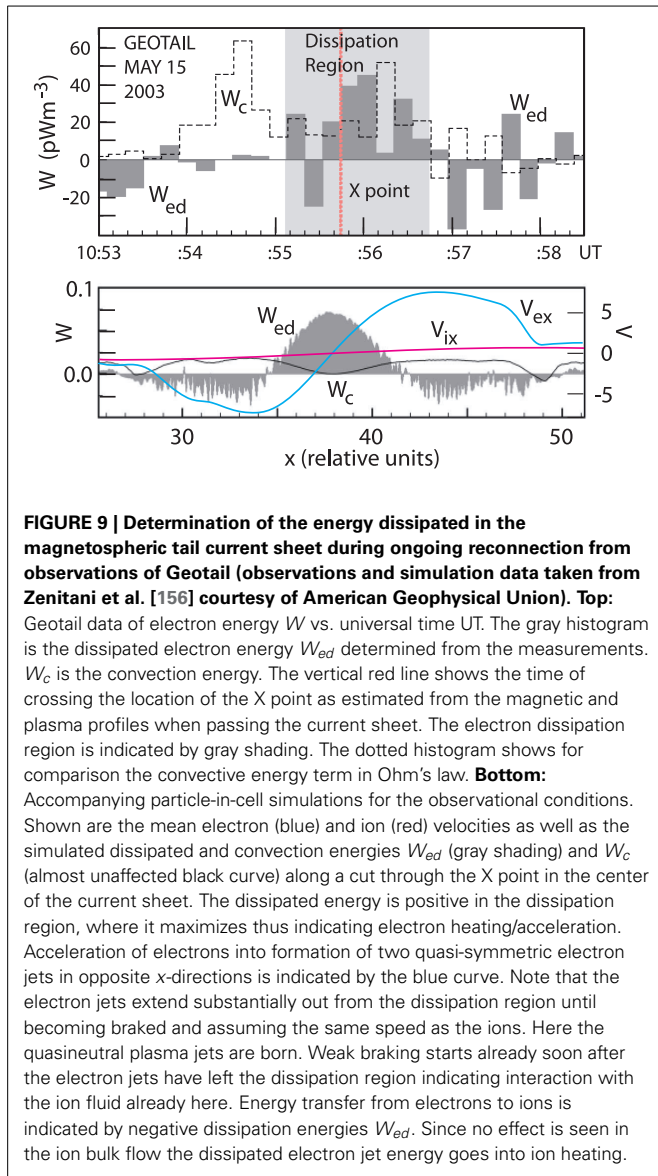 GEOTAIL
MAY 15
2003
Dissipation
Region
W (pWm-3)
60
40
20
0
-20
Wc
Wed
Wed
X point
10:53
:54
:55
:56
:57
:58
UT
0.1
W
0.0
Wed
Vex
Vix
Wc
5
V
0
-5
30
40
50
x (relative units)
FIGURE 9 | Determination of the energy dissipated in the
magnetospheric tail current sheet during ongoing reconnection from
observations of Geotail (observations and simulation data taken from
Zenitani et al. [156] courtesy of American Geophysical Union). Top:
Geotail data of electron energy W vs. universal time UT. The gray histogram
is the dissipated electron energy Wed determined from the measurements.
Wc is the convection energy. The vertical red line shows the time of
crossing the location of the X point as estimated from the magnetic and
plasma profiles when passing the current sheet. The electron dissipation
region is indicated by gray shading. The dotted histogram shows for
comparison the convective energy term in Ohm's law. Bottom:
Accompanying particle-in-cell simulations for the observational conditions.
Shown are the mean electron (blue) and ion (red) velocities as well as the
simulated dissipated and convection energies Wed (gray shading) and Wc
(almost unaffected black curve) along a cut through the X point in the center
of the current sheet. The dissipated energy is positive in the dissipation
region, where it maximizes thus indicating electron heating/acceleration.
Acceleration of electrons into formation of two quasi-symmetric electron
jets in opposite x-directions is indicated by the blue curve. Note that the
electron jets extend substantially out from the dissipation region until
becoming braked and assuming the same speed as the ions. Here the
quasineutral plasma jets are born. Weak braking starts already soon after
the electron jets have left the dissipation region indicating interaction with
the ion fluid already here. Energy transfer from electrons to ions is
indicated by negative dissipation energies Wed. Since no effect is seen in
the ion bulk flow the dissipated electron jet energy goes into ion heating.